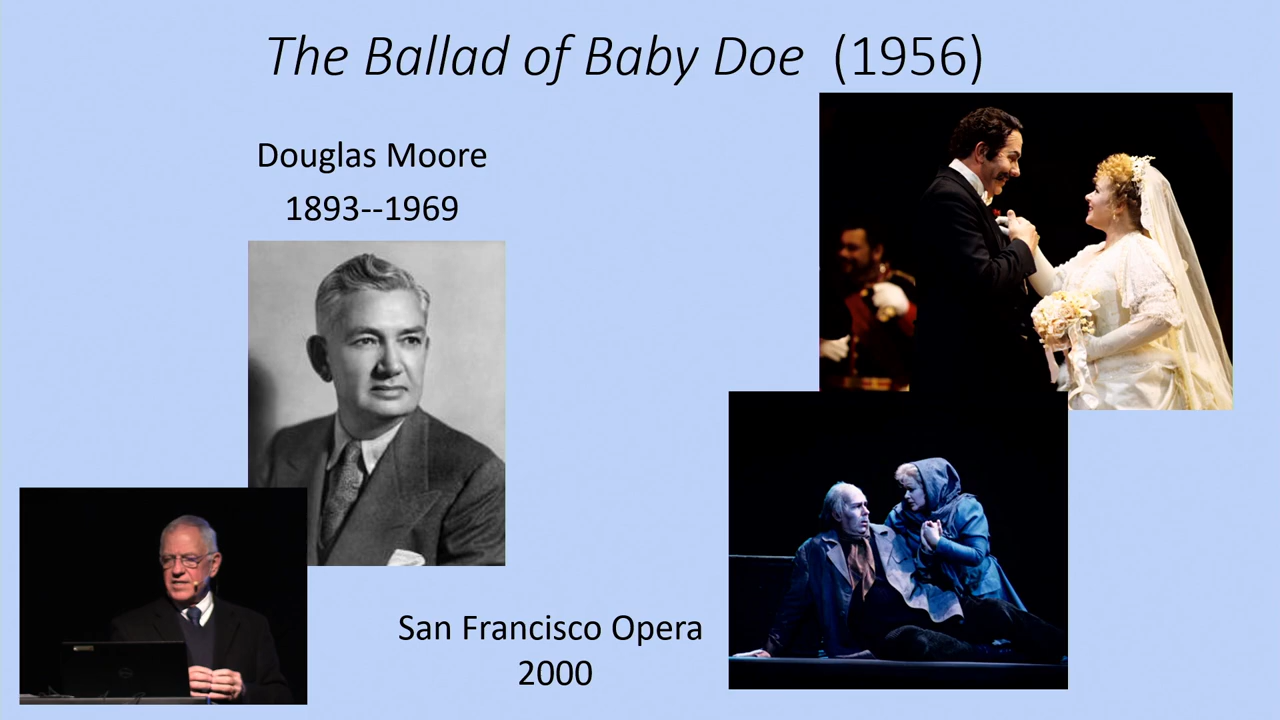 The Ballad of Baby Doe (1956)
Douglas Moore
1893--1969
San Francisco Opera
2000